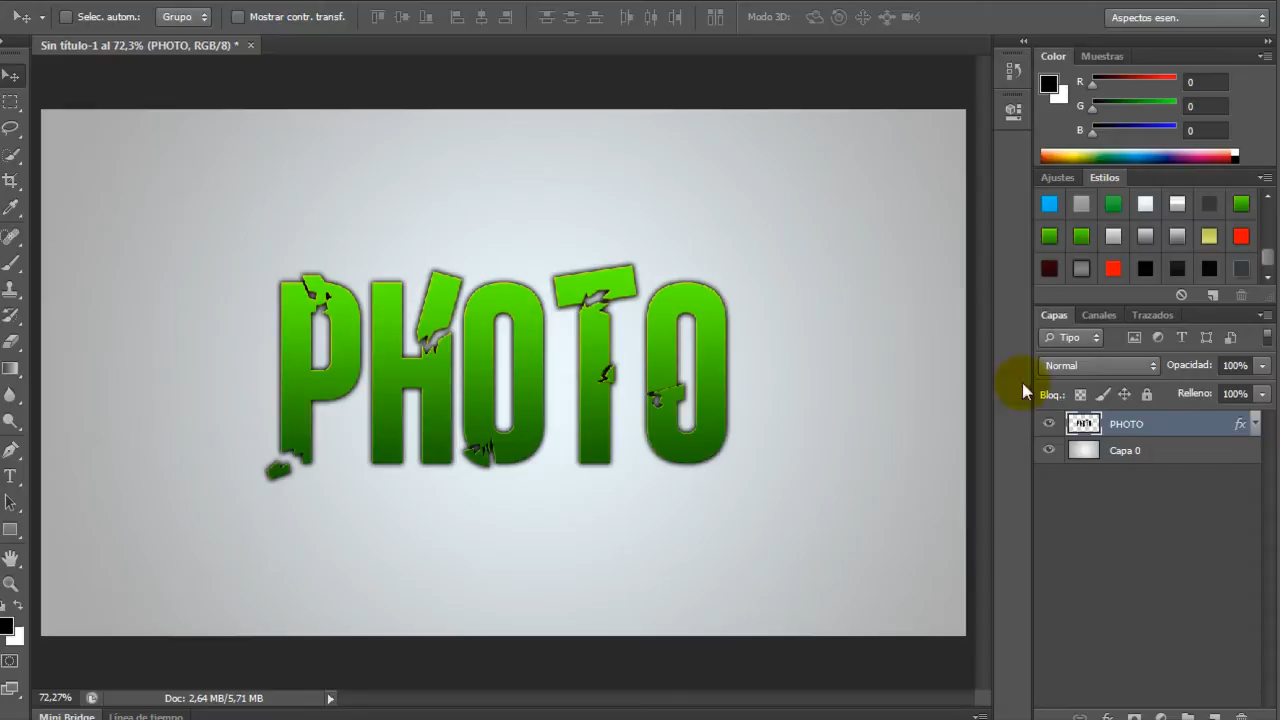 Selec. autom.: Grupo Mostrar contr. transf. Modo 3D: Aspectos esen.
Sin título-1 al 72,3% (PHOTO, RGB/8) * ×
Color Muestras
R 0
G 0
B 0
Ajustes Estilos
PHOTO
Capas Canales Trazados
Tipo
Normal Opacidad: 100%
Bloq.: Relleno: 100%
PHOTO fx
Capa 0
72,27% Doc: 2,64 MB/5,71 MB
Mini Bridge Línea de tiempo